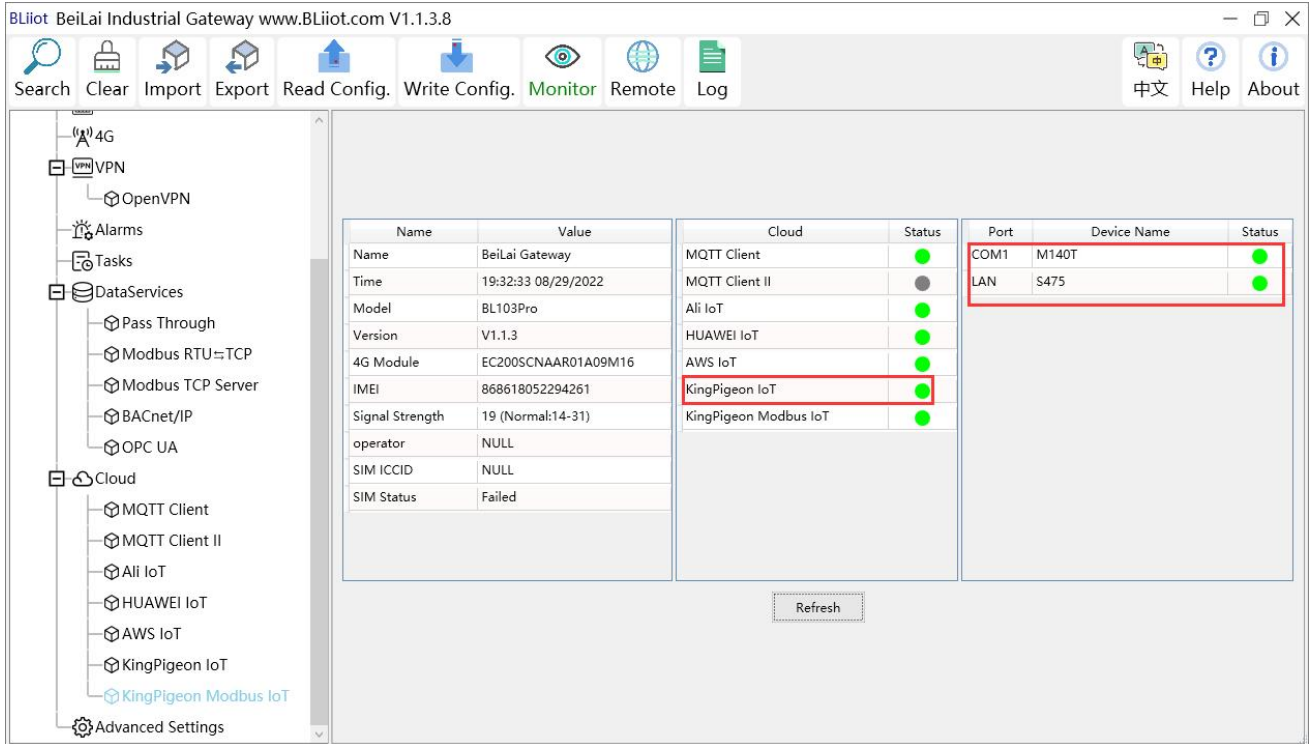 BLiiot BeiLai Industrial Gateway www.BLiiot.com V1.1.3.8
Search Clear Import Export Read Config. Write Config. Monitor Remote Log 中文 Help About
4G
VPN VPN
OpenVPN
Alarms
Tasks
DataServices
Pass Through
Modbus RTU⇆TCP
Modbus TCP Server
BACnet/IP
OPC UA
Cloud
MQTT Client
MQTT Client II
Ali IoT
HUAWEI IoT
AWS IoT
KingPigeon IoT
KingPigeon Modbus IoT
Advanced Settings
Name Value
Name BeiLai Gateway
Time 19:32:33 08/29/2022
Model BL103Pro
Version V1.1.3
4G Module EC200SCNAAR01A09M16
IMEI 868618052294261
Signal Strength 19 (Normal:14-31)
operator NULL
SIM ICCID NULL
SIM Status Failed
Cloud Status
MQTT Client
MQTT Client II
Ali IoT
HUAWEI IoT
AWS IoT
KingPigeon IoT
KingPigeon Modbus IoT
Port Device Name Status
COM1 M140T
LAN S475
Refresh